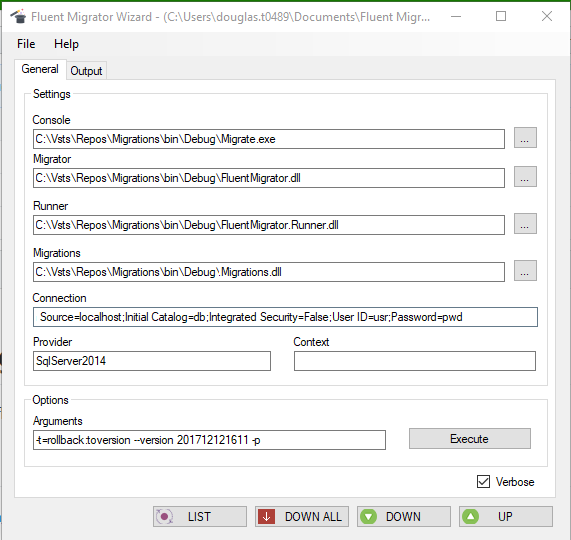 Fluent Migrator Wizard - (C:\Users\douglas.t0489\Documents\Fluent Migr...
File Help
General Output
Settings
Console
C:\Vsts\Repos\Migrations\bin\Debug\Migrate.exe ...
Migrator
C:\Vsts\Repos\Migrations\bin\Debug\FluentMigrator.dll ...
Runner
C:\Vsts\Repos\Migrations\bin\Debug\FluentMigrator.Runner.dll ...
Migrations
C:\Vsts\Repos\Migrations\bin\Debug\Migrations.dll ...
Connection
Source=localhost;Initial Catalog=db;Integrated Security=False;User ID=usr;Password=pwd
Provider Context
SqlServer2014
Options
Arguments
-t=rollback:toversion --version 201712121611 -p Execute
Verbose
LIST DOWN ALL DOWN UP